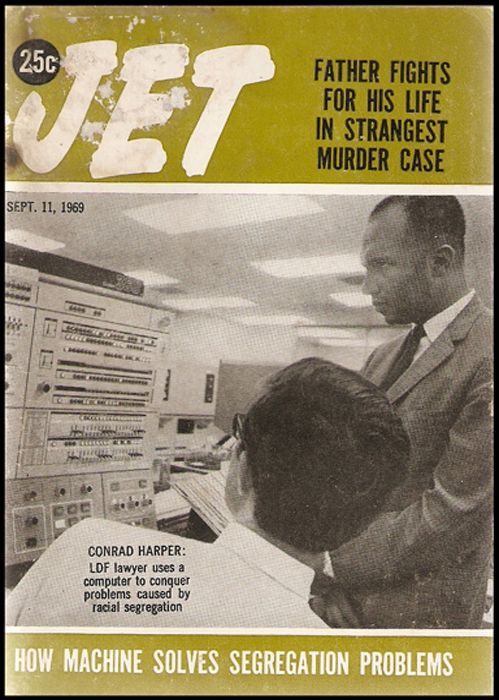 25c
JET
FATHER FIGHTS
FOR HIS LIFE
IN STRANGEST
MURDER CASE
SEPT. 11, 1969
CONRAD HARPER:
LDF lawyer uses a
computer to conquer
problems caused by
racial segregation
HOW MACHINE SOLVES SEGREGATION PROBLEMS